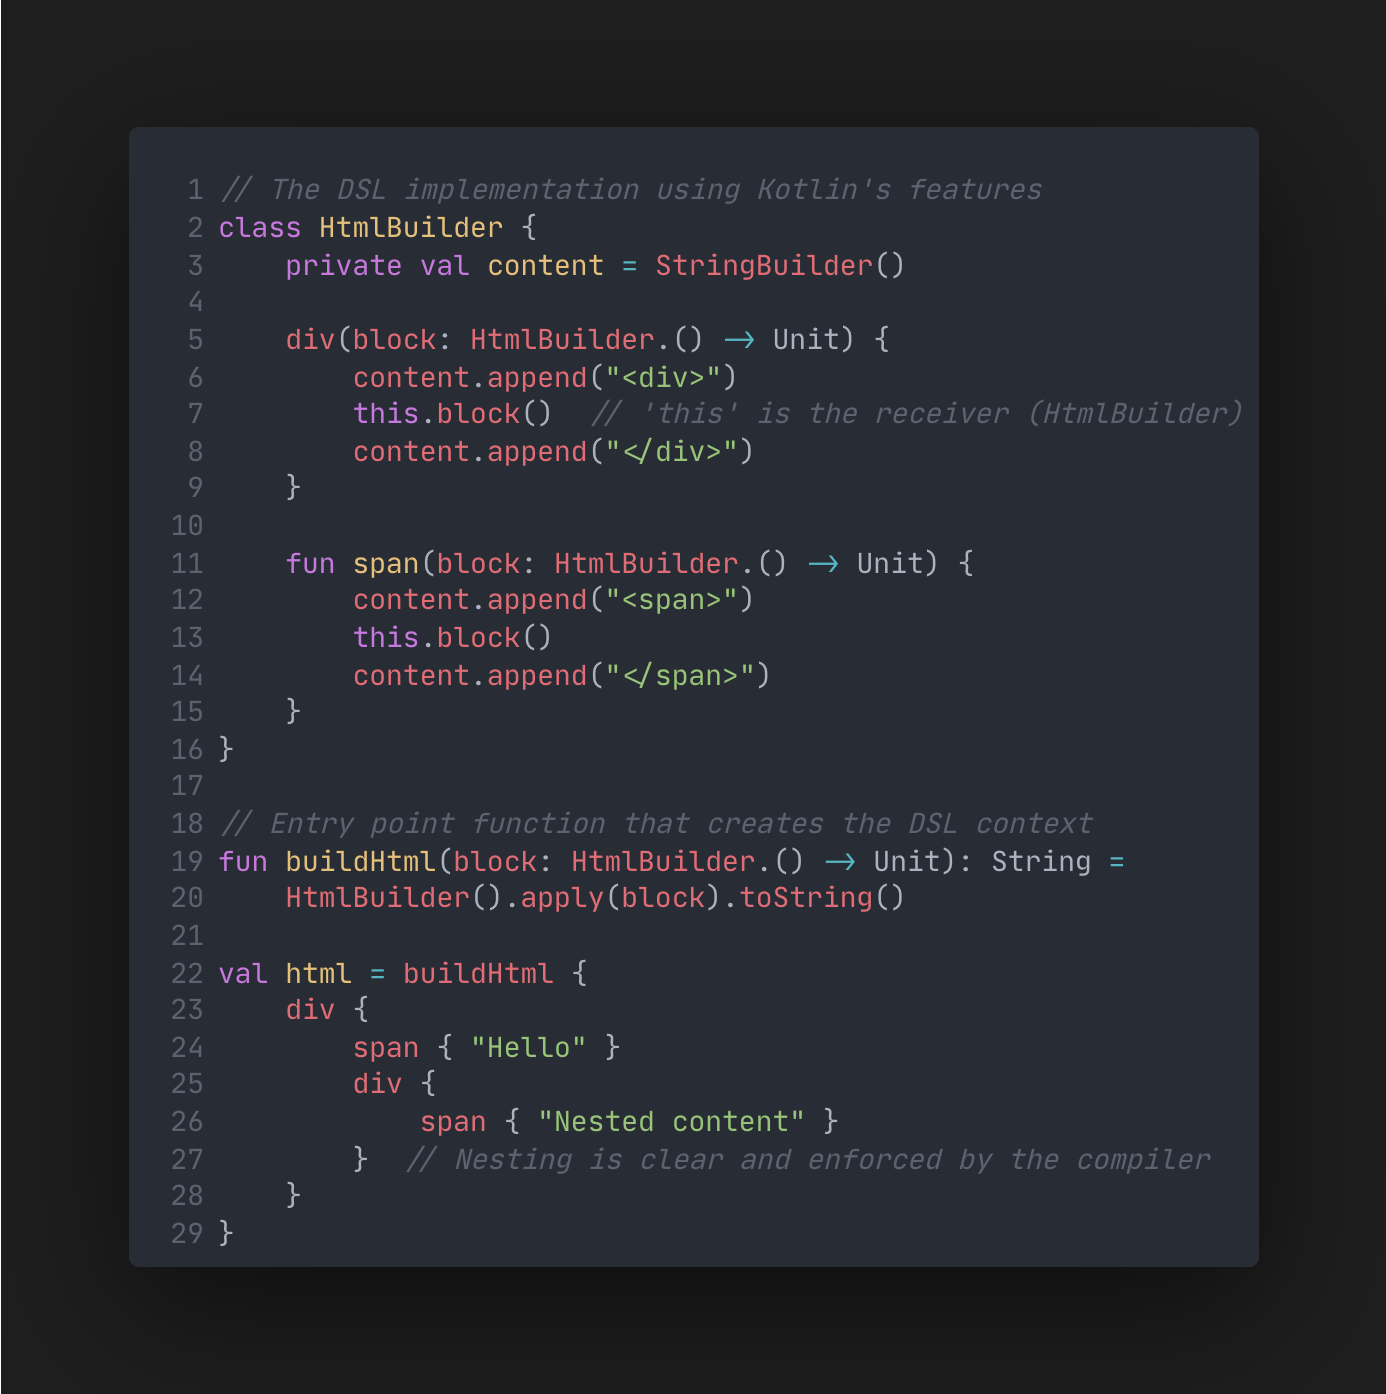 1 // The DSL implementation using Kotlin's features
2 class HtmlBuilder {
3     private val content = StringBuilder()
4
5     div(block: HtmlBuilder.() -> Unit) {
6         content.append("<div>")
7         this.block()  // 'this' is the receiver (HtmlBuilder)
8         content.append("</div>")
9     }
10
11     fun span(block: HtmlBuilder.() -> Unit) {
12         content.append("<span>")
13         this.block()
14         content.append("</span>")
15     }
16 }
17
18 // Entry point function that creates the DSL context
19 fun buildHtml(block: HtmlBuilder.() -> Unit): String =
20     HtmlBuilder().apply(block).toString()
21
22 val html = buildHtml {
23     div {
24         span { "Hello" }
25         div {
26             span { "Nested content" }
27         }  // Nesting is clear and enforced by the compiler
28     }
29 }